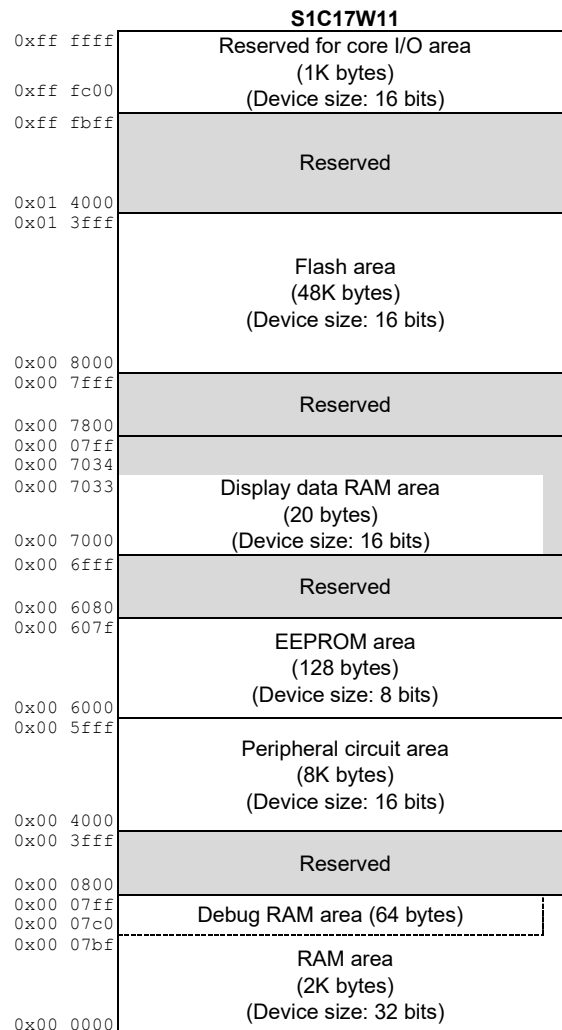 S1C17W11
0xff ffff
Reserved for core I/O area
(1K bytes)
0xff fc00
(Device size: 16 bits)
0xff fbff
Reserved
0x01 4000
0x01 3fff
Flash area
(48K bytes)
(Device size: 16 bits)
0x00 8000
0x00 7fff
Reserved
0x00 7800
0x00 07ff
0x00 7034
0x00 7033
Display data RAM area
(20 bytes)
0x00 7000
(Device size: 16 bits)
0x00 6fff
Reserved
0x00 6080
0x00 607f
EEPROM area
(128 bytes)
(Device size: 8 bits)
0x00 6000
0x00 5fff
Peripheral circuit area
(8K bytes)
(Device size: 16 bits)
0x00 4000
0x00 3fff
Reserved
0x00 0800
0x00 07ff
Debug RAM area (64 bytes)
0x00 07c0
0x00 07bf
RAM area
(2K bytes)
(Device size: 32 bits)
0x00 0000